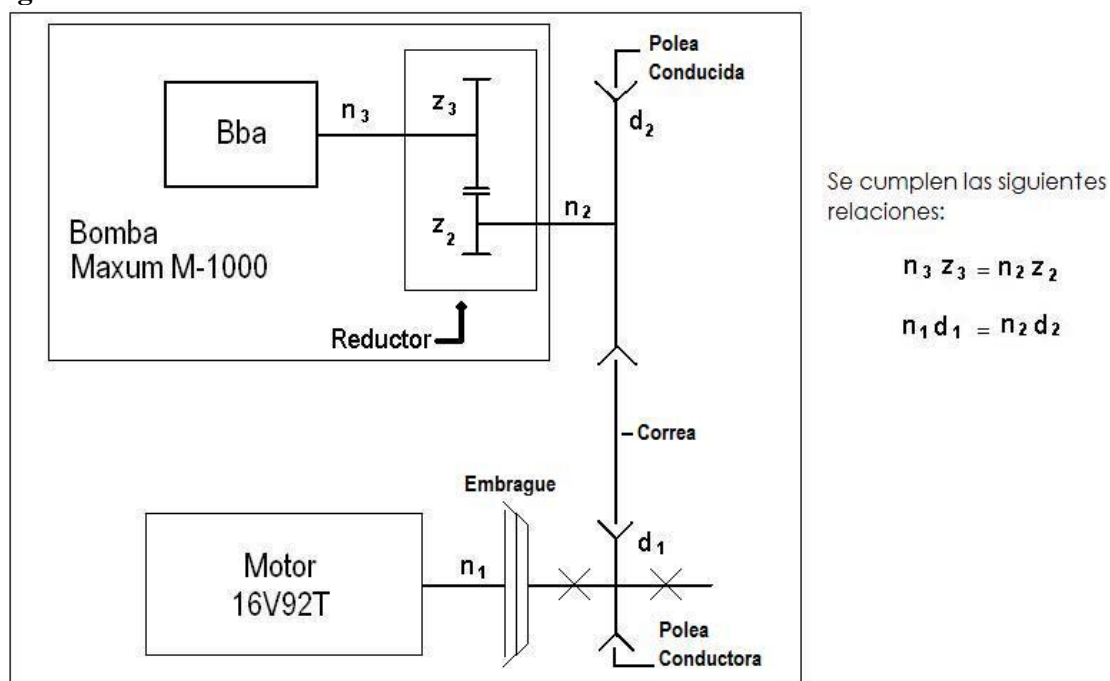 Polea
Conducida
n₃
z₃
d₂
Bba
z₂
n₂
Bomba
Maxum M-1000
Reductor
Se cumplen las siguientes
relaciones:
n₃ z₃ = n₂ z₂
n₁ d₁ = n₂ d₂
Correa
Embrague
d₁
Motor
16V92T
n₁
Polea
Conductora